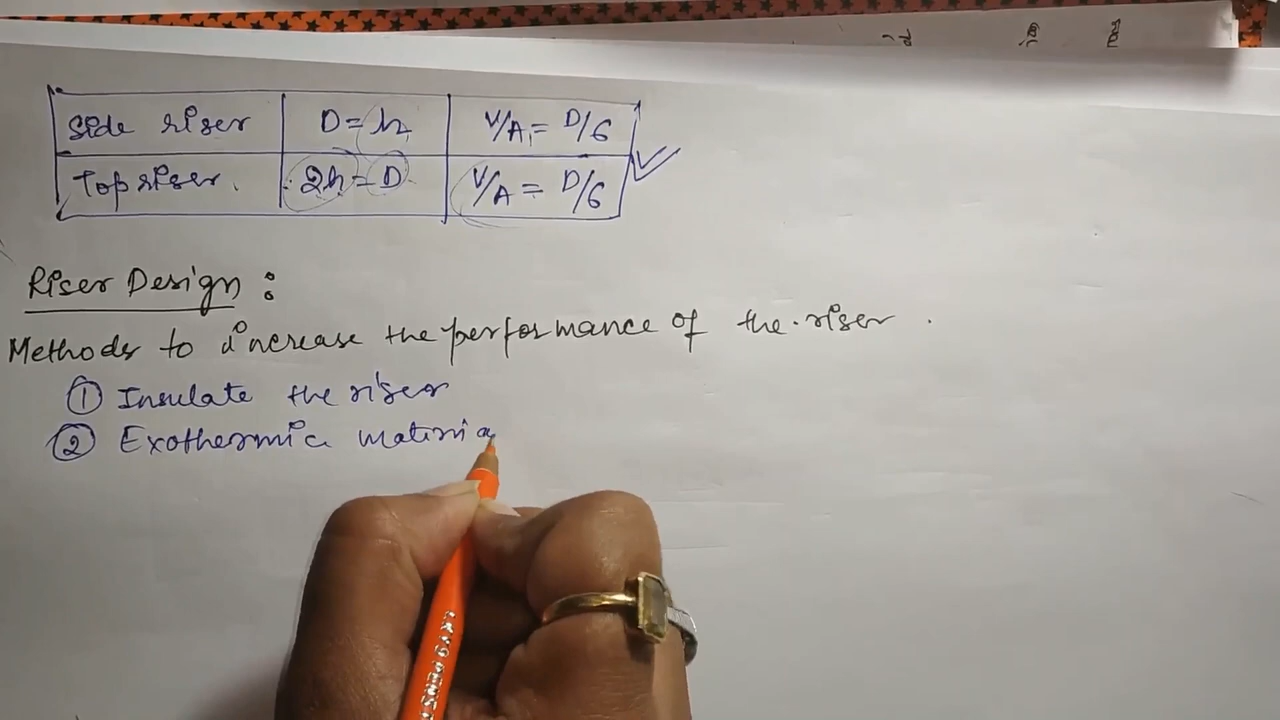 Side riser D=h V/A = D/6
Top riser. 2h=D V/A = D/6
Riser Design :
Methods to increase the performance of the riser .
① Insulate the riser
② Exothermic materia